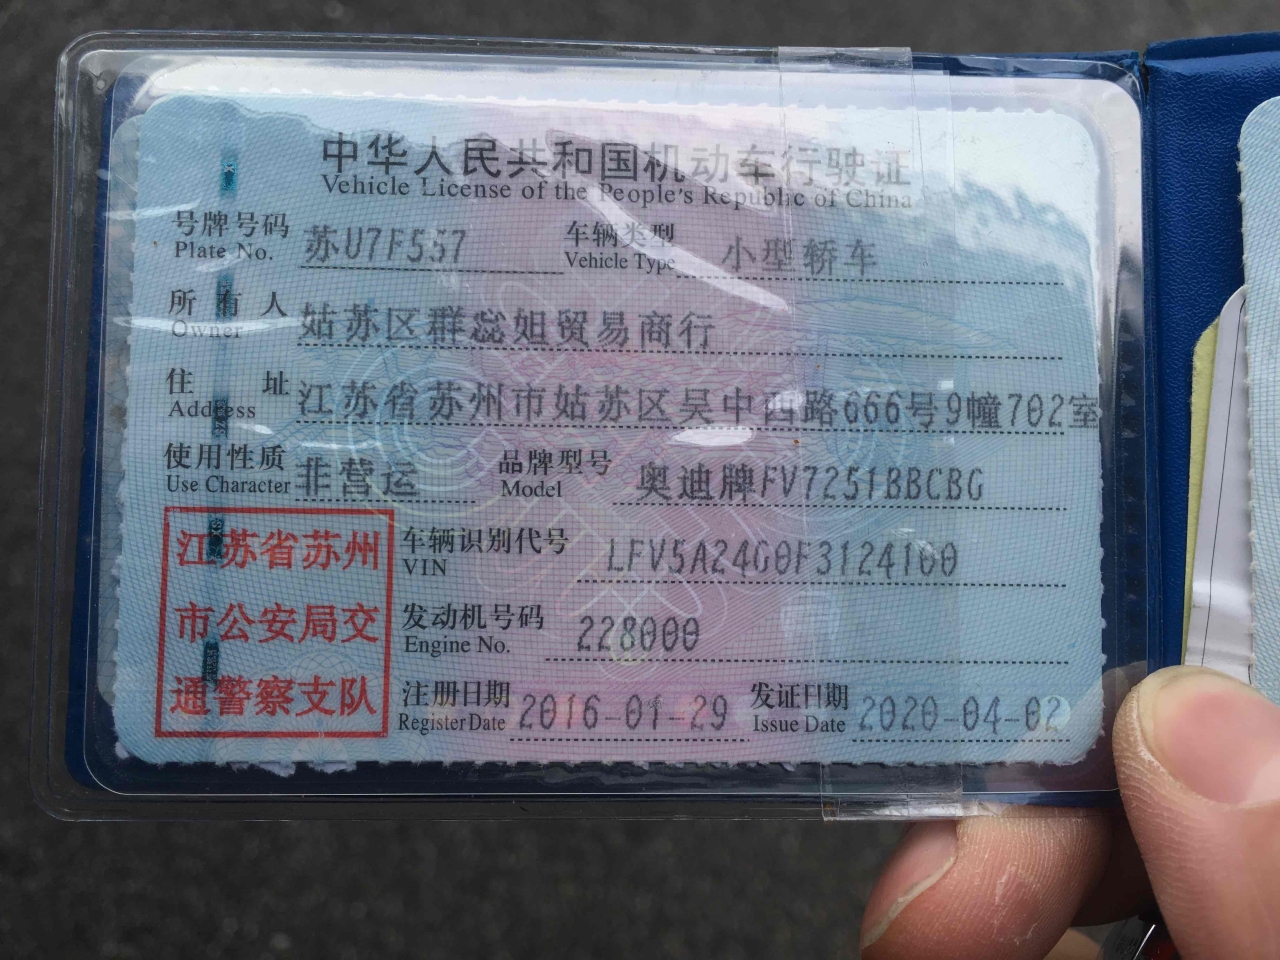 中华人民共和国机动车行驶证
Vehicle License of the People's Republic of China
号牌号码 苏U7F557 车辆类型 小型轿车
Plate No. Vehicle Type
所有人 姑苏区群蕊姐贸易商行
Owner
住址 江苏省苏州市姑苏区吴中西路666号9幢702室
Address
使用性质 非营运 品牌型号 奥迪牌FV7251BBCBG
Use Character Model
江苏省苏州
市公安局交
通警察支队
车辆识别代号 LFV5A24G0F3124100
VIN
发动机号码 228000
Engine No.
注册日期 2016-01-29 发证日期 2020-04-02
Register Date Issue Date